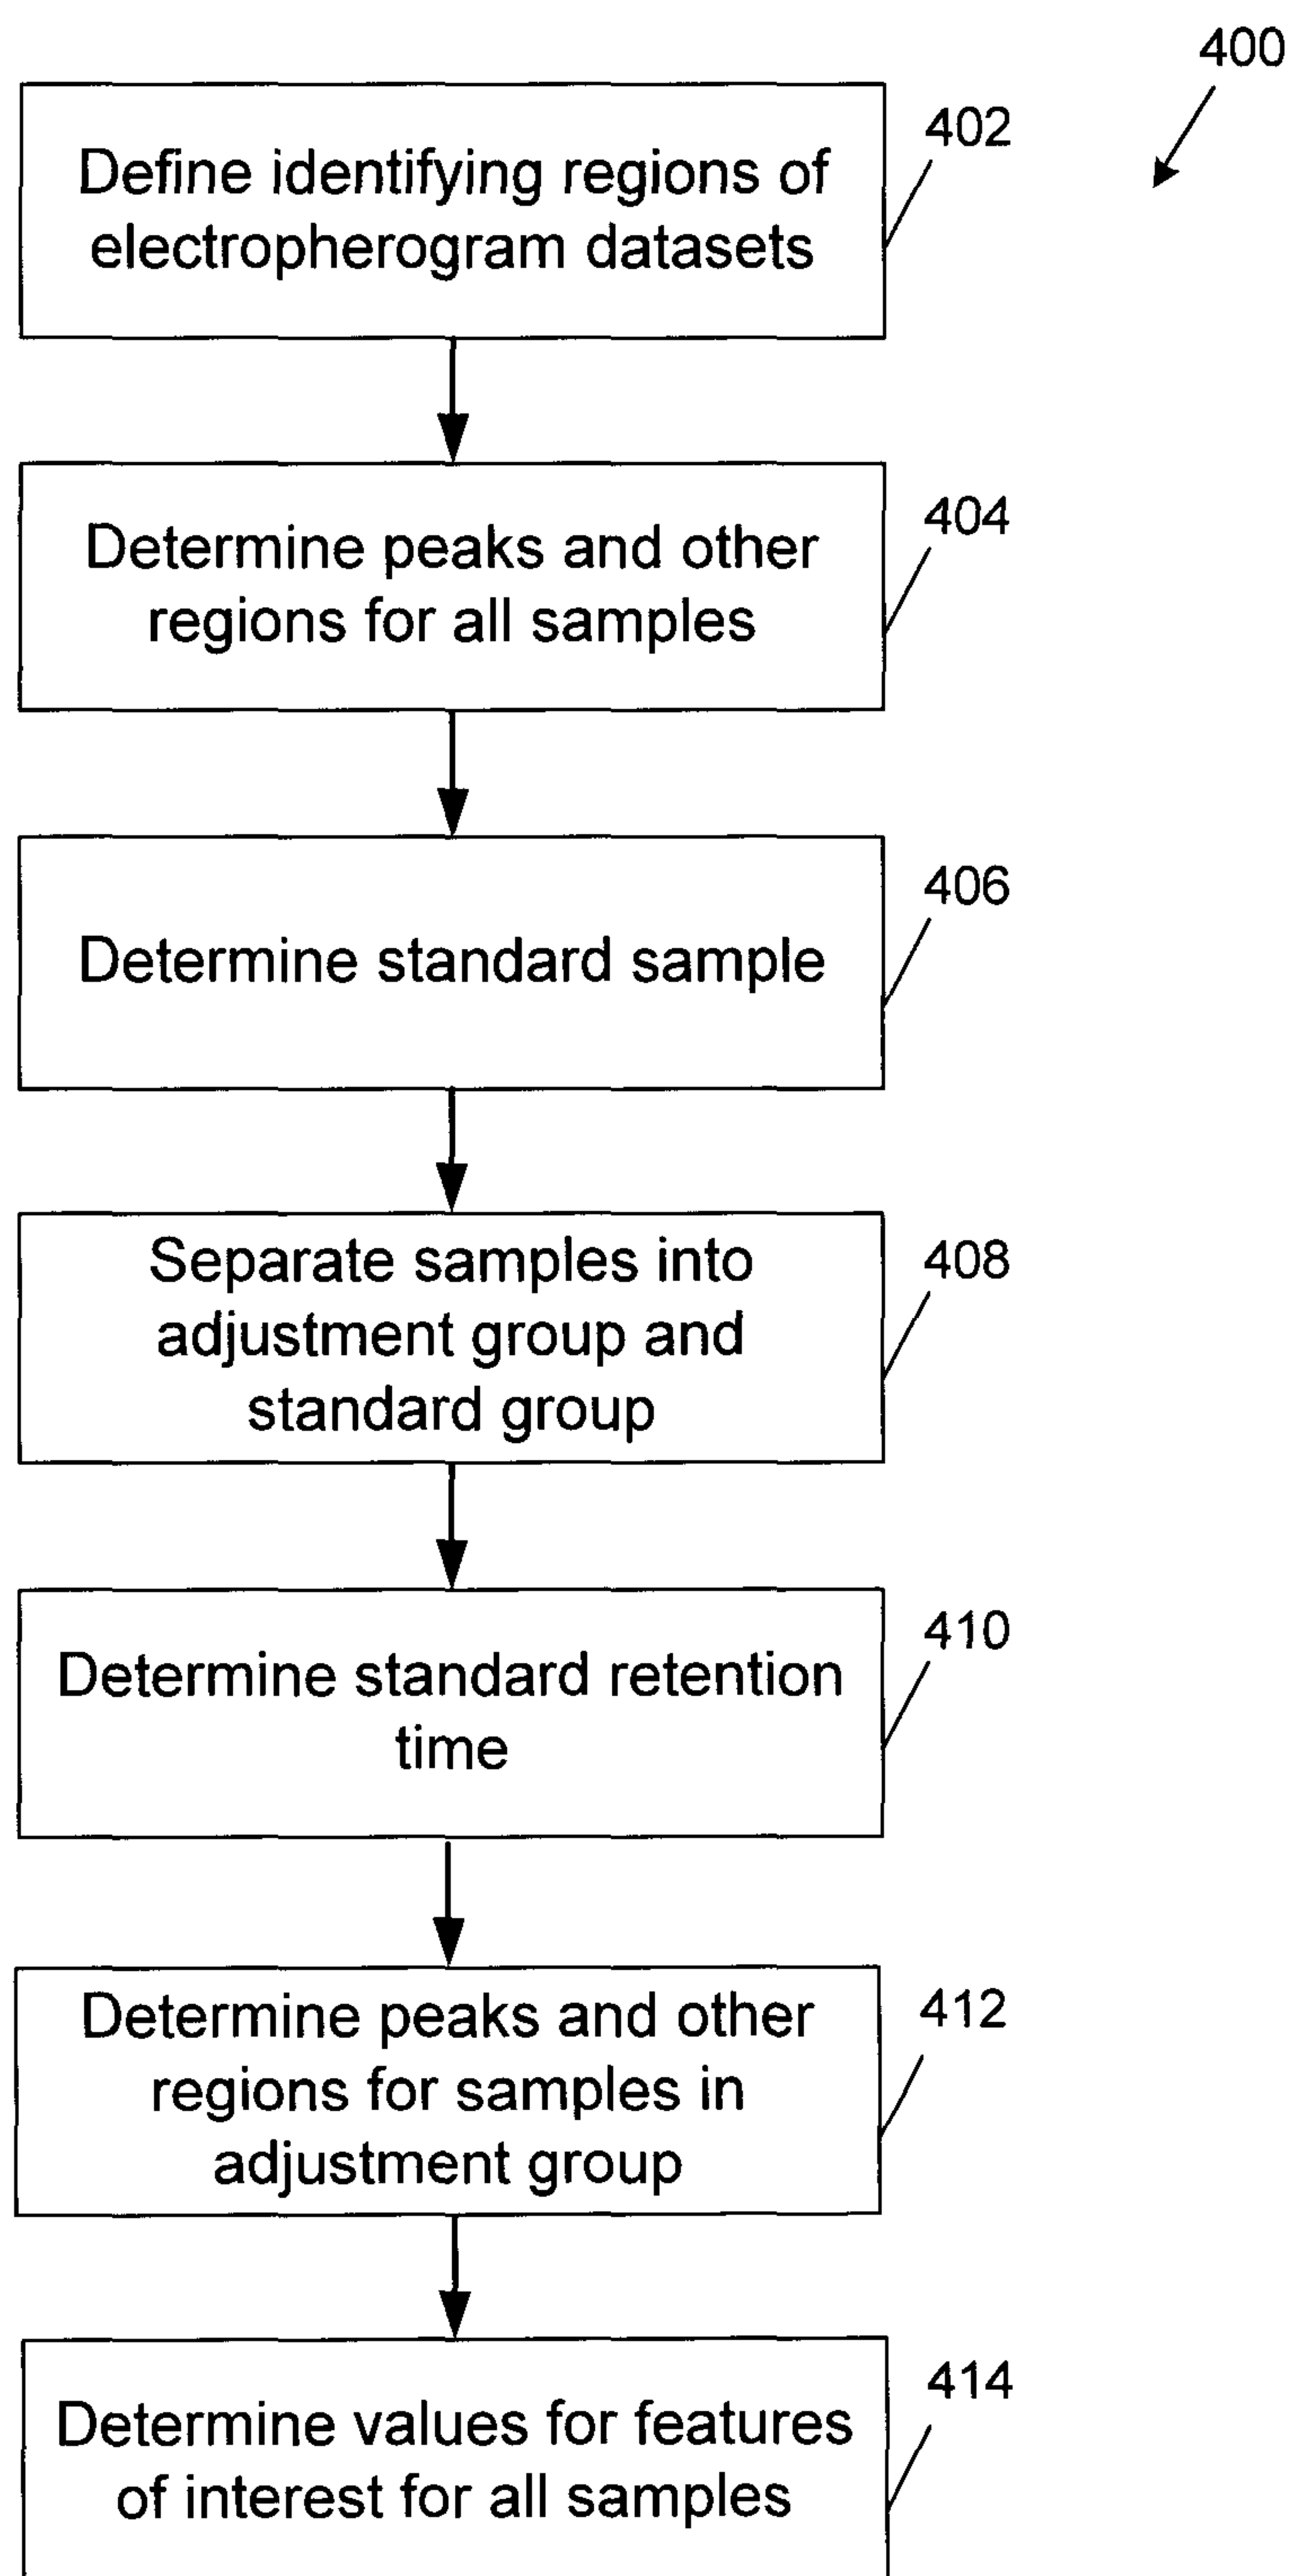 400
402
Define identifying regions of
electropherogram datasets
404
Determine peaks and other
regions for all samples
406
Determine standard sample
408
Separate samples into
adjustment group and
standard group
410
Determine standard retention
time
412
Determine peaks and other
regions for samples in
adjustment group
414
Determine values for features
of interest for all samples